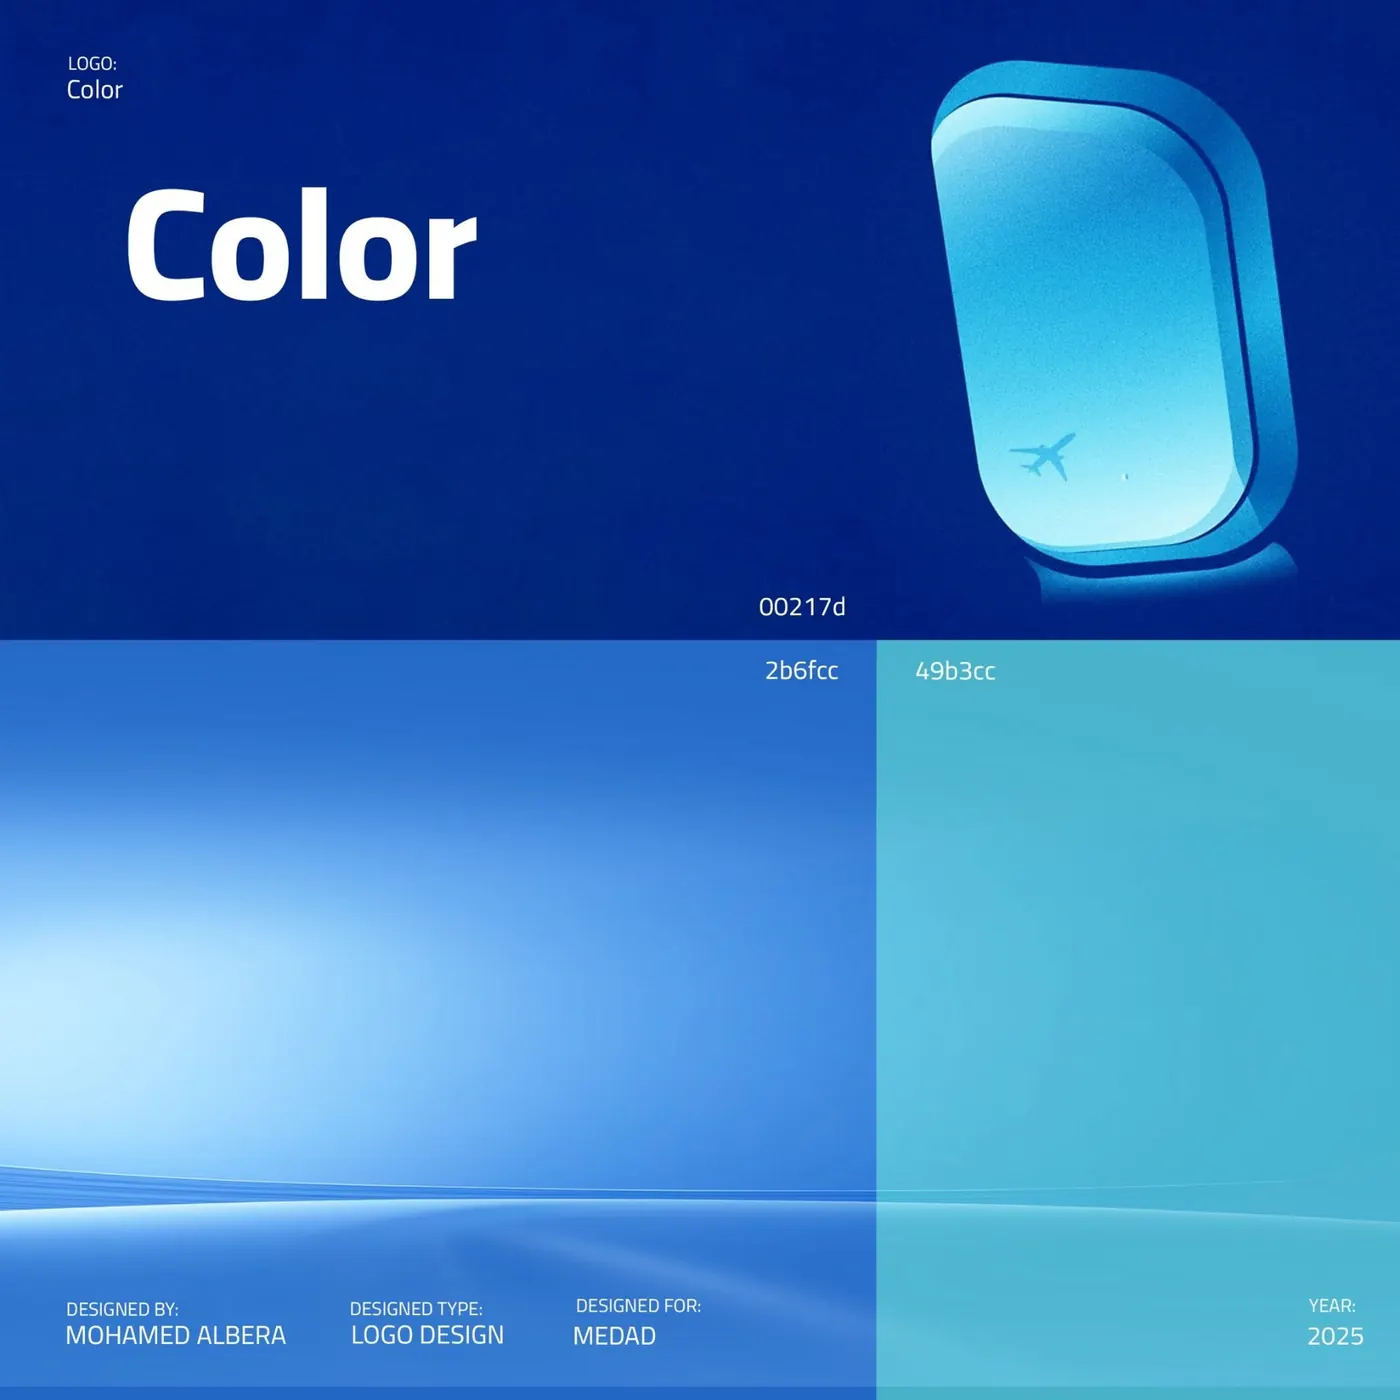 LOGO:
Color
Color
00217d
2b6fcc
49b3cc
DESIGNED BY:
MOHAMED ALBERA
DESIGNED TYPE:
LOGO DESIGN
DESIGNED FOR:
MEDAD
YEAR:
2025